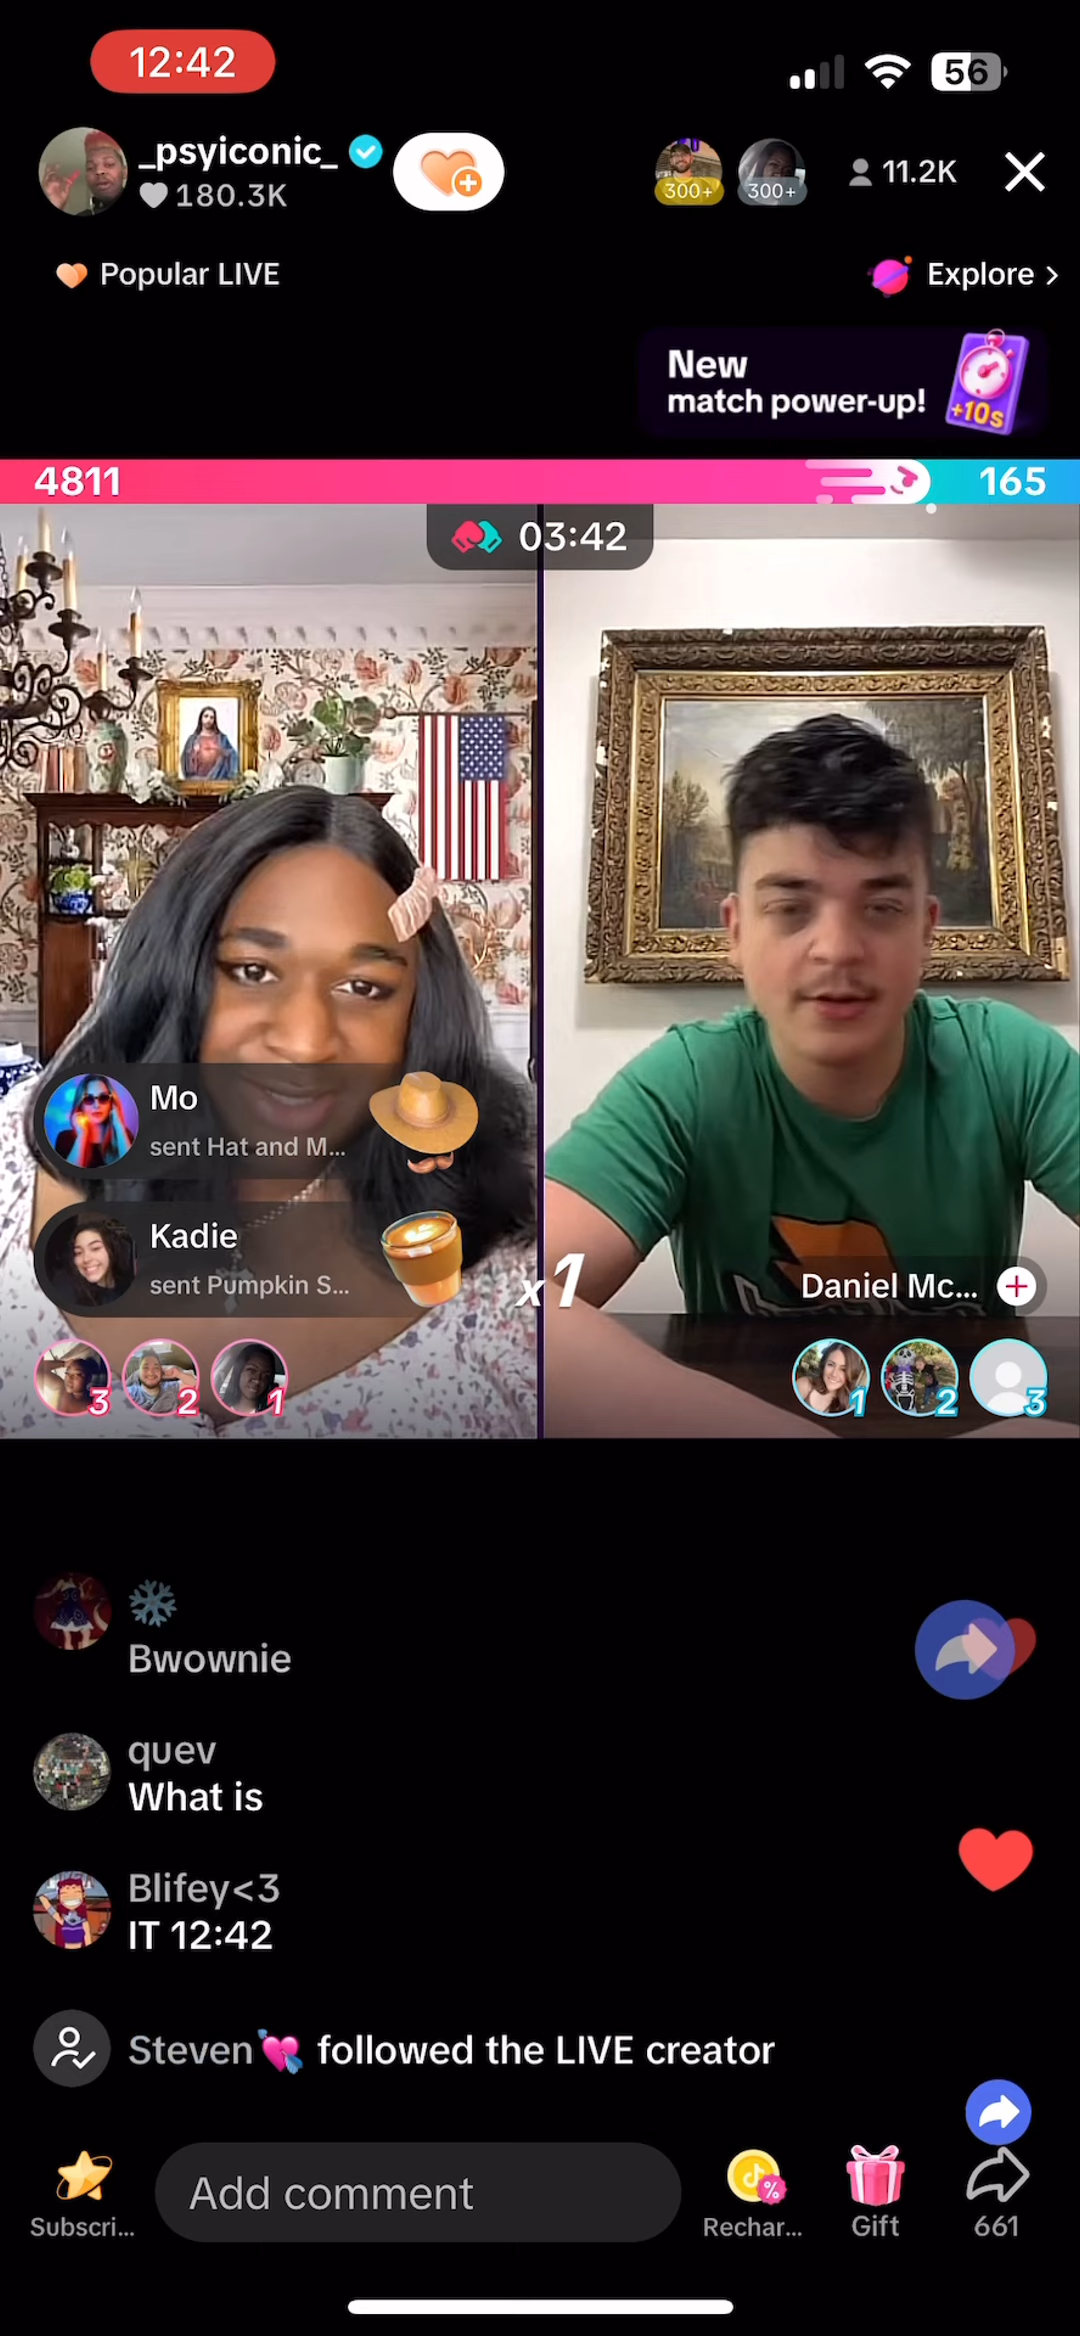 12:42
56
_psyiconic_
180.3K
300+
300+
11.2K
Popular LIVE
Explore >
New
match power-up!
+10s
4811
165
03:42
Mo
sent Hat and M...
Kadie
sent Pumpkin S...
x1
Daniel Mc...
3
2
1
1
2
3
Bwownie
quev
What is
Blifey<3
IT 12:42
Steven💘 followed the LIVE creator
Subscri...
Add comment
%
Rechar...
Gift
661